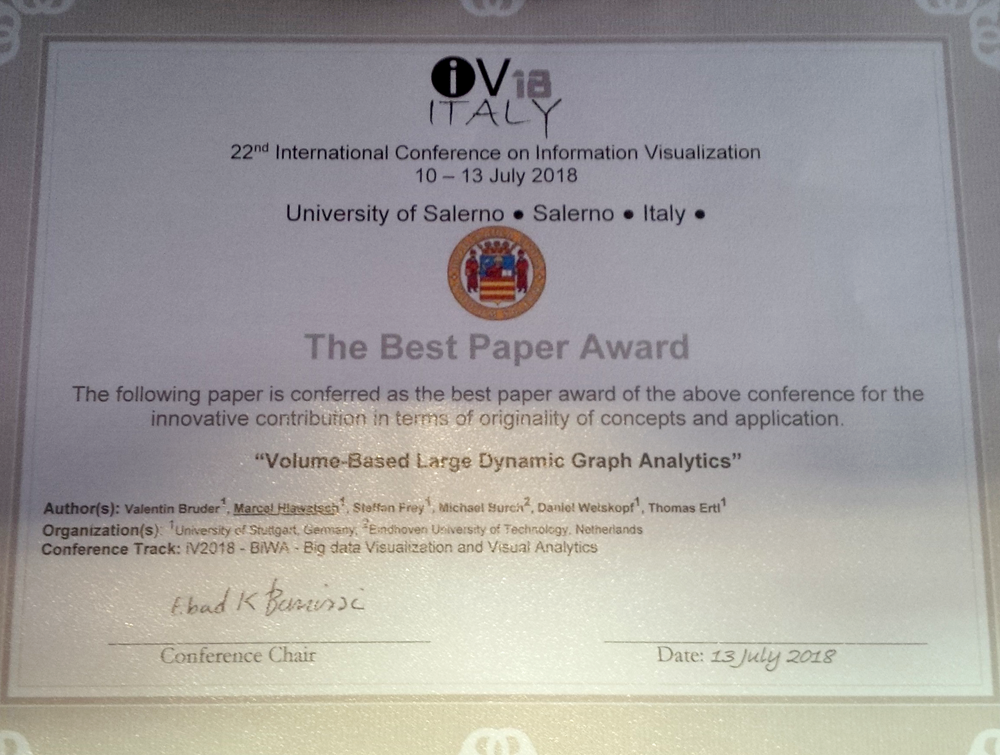 iV18
ITALY
22nd International Conference on Information Visualization
10 – 13 July 2018
University of Salerno ● Salerno ● Italy ●
The Best Paper Award
The following paper is conferred as the best paper award of the above conference for the
innovative contribution in terms of originality of concepts and application.
“Volume-Based Large Dynamic Graph Analytics”
Author(s): Valentin Bruder1, Marcel Hlawatsch1, Steffen Frey1, Michael Burch2, Daniel Weiskopf1, Thomas Ertl1
Organization(s): 1University of Stuttgart, Germany, 2Eindhoven University of Technology, Netherlands
Conference Track: iV2018 - BiWA - Big data Visualization and Visual Analytics
Ebad K Banissi
Conference Chair
Date: 13 July 2018